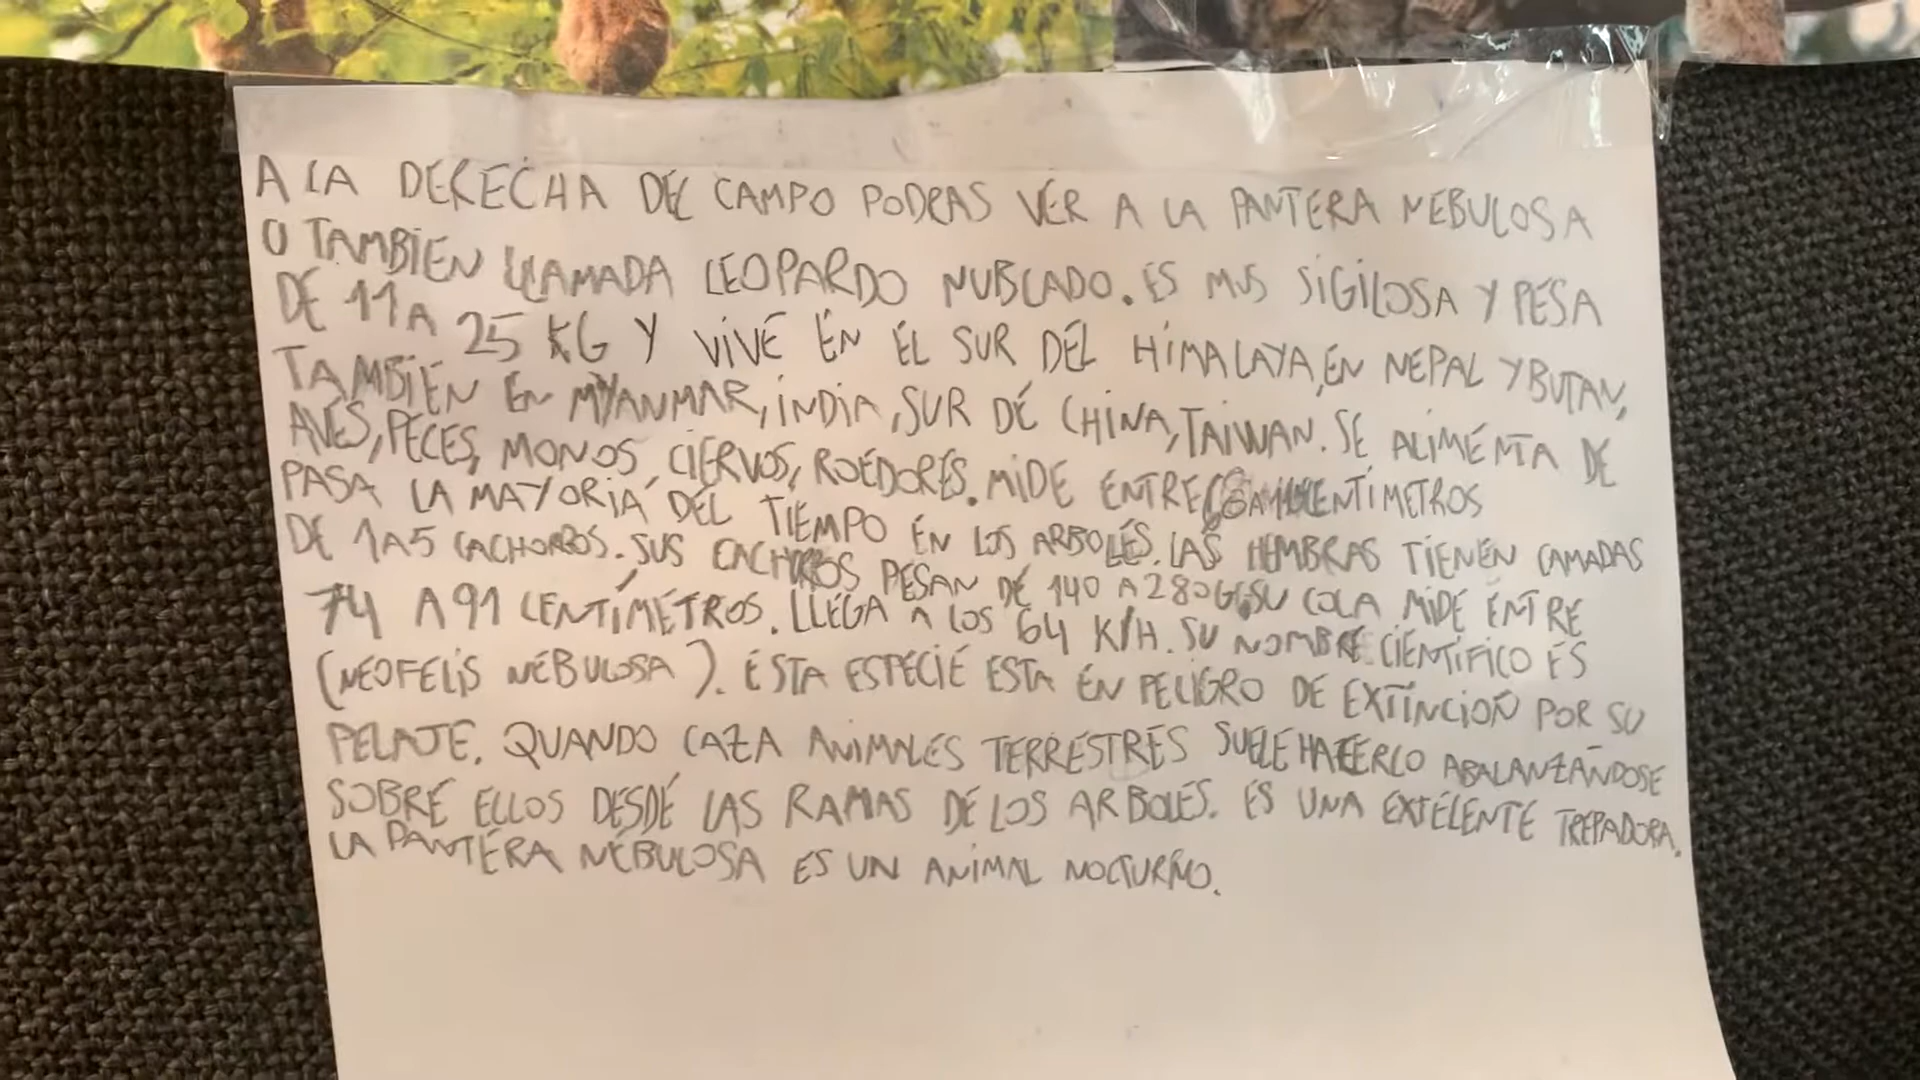 A LA DERECHA DEL CAMPO PODRAS VER A LA PANTERA NEBULOSA
O TAMBIEN LLAMADA LEOPARDO NUBLADO. ES MUS SIGILOSA Y PESA
DE 11 A 25 KG Y VIVE EN EL SUR DEL HIMALAYA, EN NEPAL Y BUTAN,
TAMBIEN EN MYANMAR, INDIA, SUR DE CHINA, TAIWAN. SE ALIMENTA DE
AVES, PECES, MONOS, CIERVOS, ROEDORES. MIDE ENTRE CENTIMETROS
PASA LA MAYORIA DEL TIEMPO EN LOS ARBOLES. LAS HEMBRAS TIENEN CAMADAS
DE 1 A 5 CACHORROS. SUS CACHORROS PESAN DE 140 A 280G. SU COLA MIDE ENTRE
74 A 91 CENTÍMETROS. LLEGA A LOS 64 K/H. SU NOMBRE CIENTIFICO ES
(NEOFELIS NEBULOSA). ESTA ESPECIE ESTA EN PELIGRO DE EXTINCION POR SU
PELAJE. QUANDO CAZA ANIMALES TERRESTRES SUELE HACERLO ABALANZÁNDOSE
SOBRE ELLOS DESDE LAS RAMAS DE LOS ARBOLES. ES UNA EXELENTE TREPADORA.
LA PANTERA NEBULOSA ES UN ANIMAL NOCTURNO.